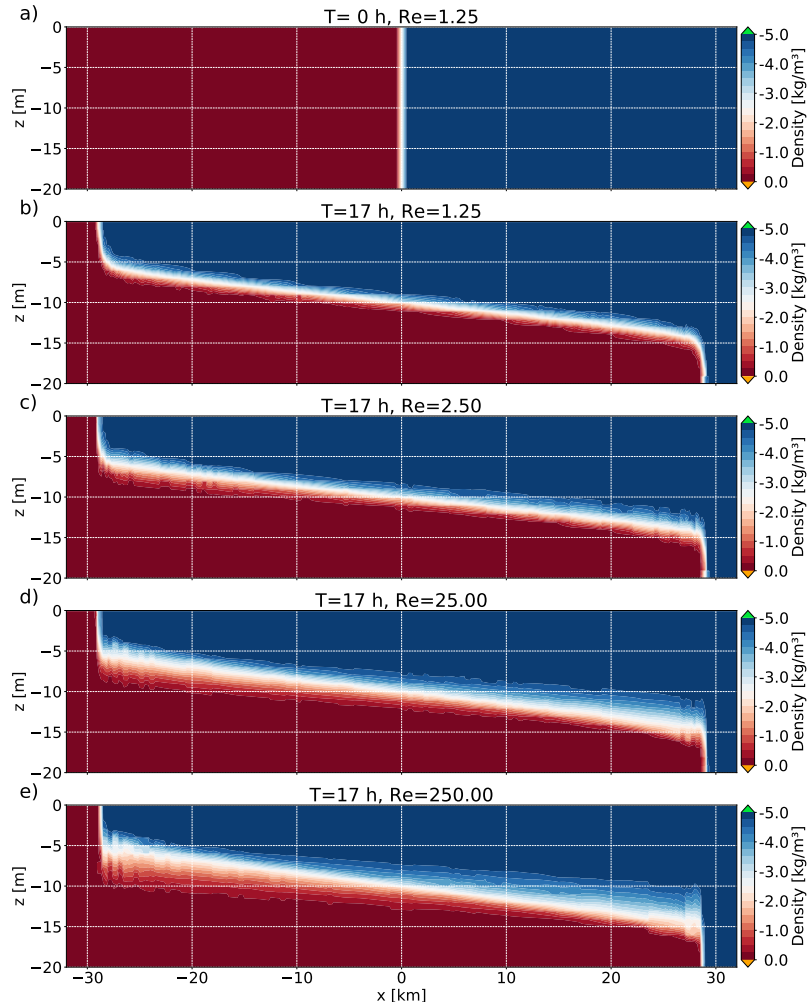 a)
T= 0 h, Re=1.25
0
−5
−10
−15
−20
z [m]
-5.0
-4.0
-3.0
-2.0
-1.0
0.0
Density [kg/m³]
b)
T=17 h, Re=1.25
0
−5
−10
−15
−20
z [m]
-5.0
-4.0
-3.0
-2.0
-1.0
0.0
Density [kg/m³]
c)
T=17 h, Re=2.50
0
−5
−10
−15
−20
z [m]
-5.0
-4.0
-3.0
-2.0
-1.0
0.0
Density [kg/m³]
d)
T=17 h, Re=25.00
0
−5
−10
−15
−20
z [m]
-5.0
-4.0
-3.0
-2.0
-1.0
0.0
Density [kg/m³]
e)
T=17 h, Re=250.00
0
−5
−10
−15
−20
z [m]
-5.0
-4.0
-3.0
-2.0
-1.0
0.0
Density [kg/m³]
−30 −20 −10 0 10 20 30
x [km]